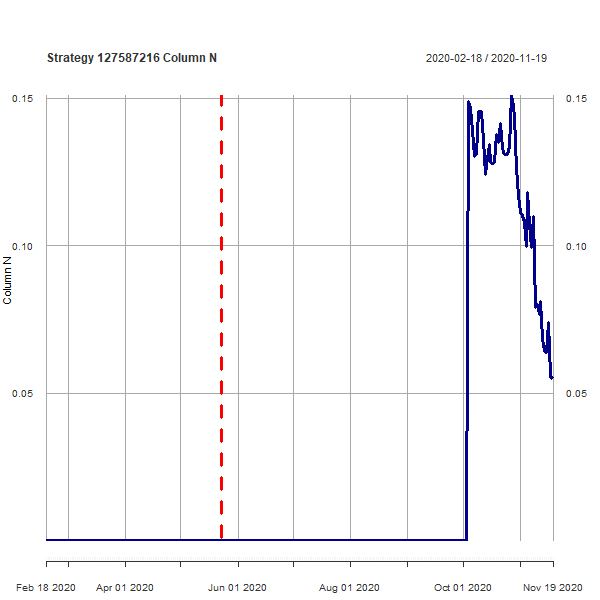 Strategy 127587216 Column N
2020-02-18 / 2020-11-19
0.15
0.15
0.10
0.10
Column N
0.05
0.05
Feb 18 2020
Apr 01 2020
Jun 01 2020
Aug 01 2020
Oct 01 2020
Nov 19 2020